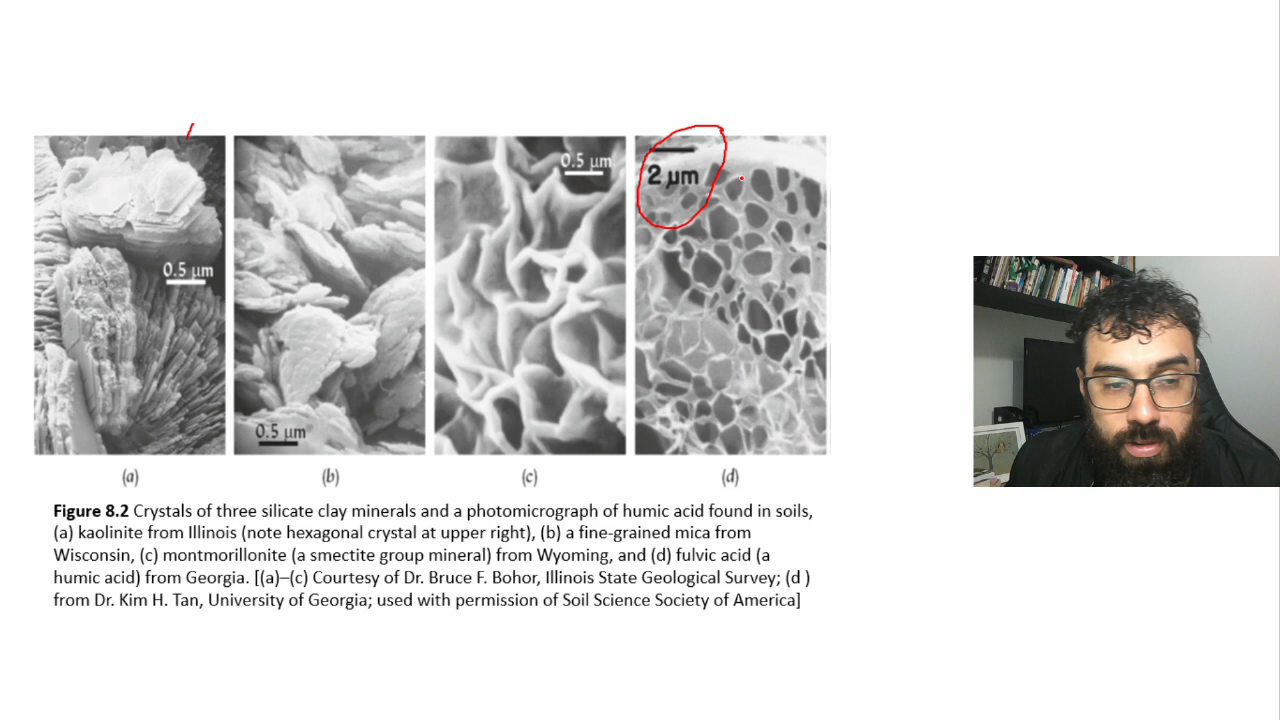 0.5 µm
0.5 µm
0.5 µm
2 µm
(a)
(b)
(c)
(d)
Figure 8.2 Crystals of three silicate clay minerals and a photomicrograph of humic acid found in soils,
(a) kaolinite from Illinois (note hexagonal crystal at upper right), (b) a fine-grained mica from
Wisconsin, (c) montmorillonite (a smectite group mineral) from Wyoming, and (d) fulvic acid (a
humic acid) from Georgia. [(a)–(c) Courtesy of Dr. Bruce F. Bohor, Illinois State Geological Survey; (d )
from Dr. Kim H. Tan, University of Georgia; used with permission of Soil Science Society of America]